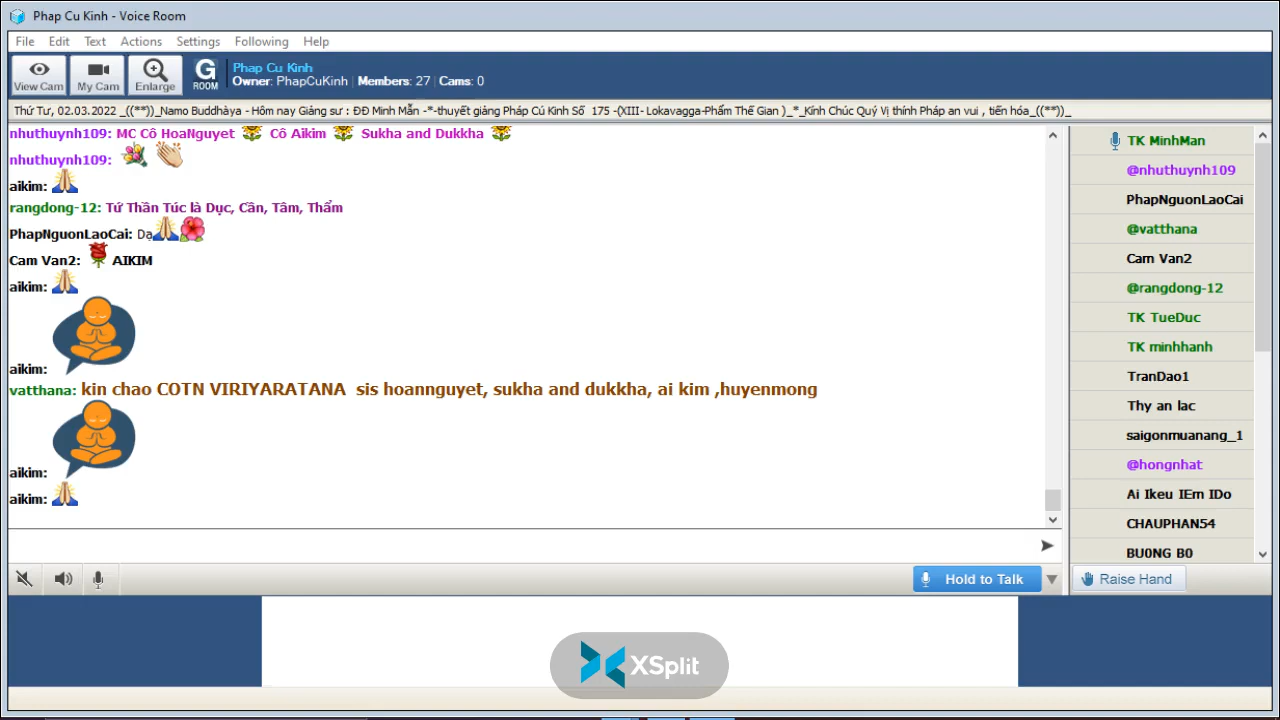 Phap Cu Kinh - Voice Room
File Edit Text Actions Settings Following Help
View Cam
My Cam
Enlarge
G
ROOM
Phap Cu Kinh
Owner: PhapCuKinh | Members: 27 | Cams: 0
Thứ Tư, 02.03.2022 _((**))_Namo Buddhàya - Hôm nay Giảng sư : ĐĐ Minh Mẫn -*-thuyết giảng Pháp Cú Kinh Số 175 -(XIII- Lokavagga-Phẩm Thế Gian )_*_Kính Chúc Quý Vị thính Pháp an vui , tiến hóa_((**))_
nhuthuynh109: MC Cô HoaNguyet Cô Aikim Sukha and Dukkha
nhuthuynh109:
aikim:
rangdong-12: Tứ Thần Túc là Dục, Cần, Tâm, Thẩm
PhapNguonLaoCai: Dạ
Cam Van2: AIKIM
aikim:
aikim:
vatthana: kin chao COTN VIRIYARATANA sis hoannguyet, sukha and dukkha, ai kim ,huyenmong
aikim:
aikim:
TK MinhMan
@nhuthuynh109
PhapNguonLaoCai
@vatthana
Cam Van2
@rangdong-12
TK TueDuc
TK minhhanh
TranDao1
Thy an lac
saigonmuanang_1
@hongnhat
Ai Ikeu IEm IDo
CHAUPHAN54
BU0NG B0
Hold to Talk
Raise Hand
XSplit